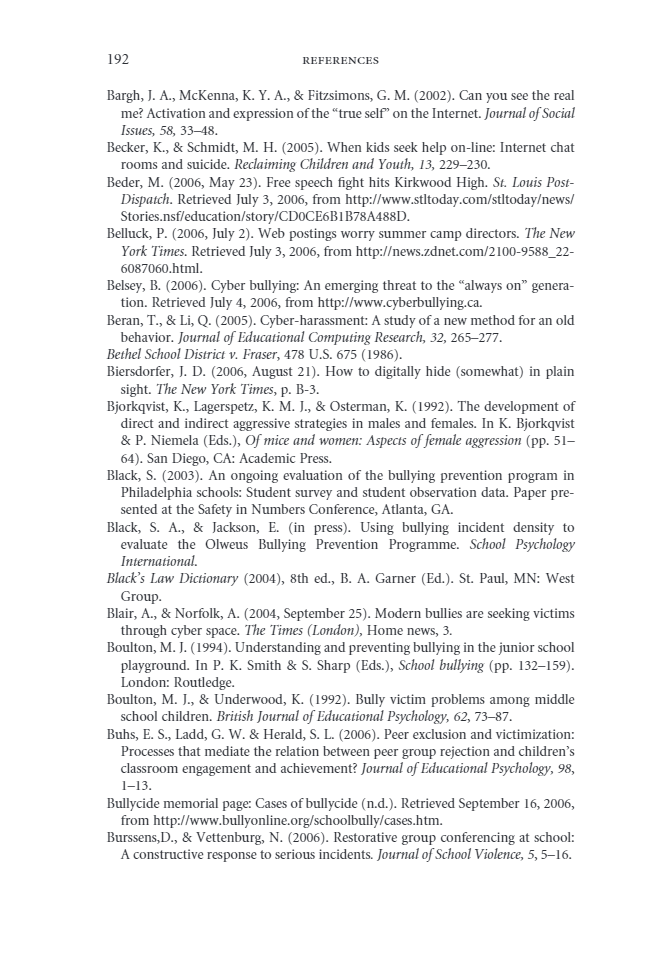 192 REFERENCES
Bargh, J. A., McKenna, K. Y. A., & Fitzsimons, G. M. (2002). Can you see the real
me? Activation and expression of the “true self” on the Internet. Journal of Social
Issues, 58, 33–48.
Becker, K., & Schmidt, M. H. (2005). When kids seek help on-line: Internet chat
rooms and suicide. Reclaiming Children and Youth, 13, 229–230.
Beder, M. (2006, May 23). Free speech fight hits Kirkwood High. St. Louis Post-
Dispatch. Retrieved July 3, 2006, from http://www.stltoday.com/stltoday/news/
Stories.nsf/education/story/CD0CE6B1B78A488D.
Belluck, P. (2006, July 2). Web postings worry summer camp directors. The New
York Times. Retrieved July 3, 2006, from http://news.zdnet.com/2100-9588_22-
6087060.html.
Belsey, B. (2006). Cyber bullying: An emerging threat to the “always on” genera-
tion. Retrieved July 4, 2006, from http://www.cyberbullying.ca.
Beran, T., & Li, Q. (2005). Cyber-harassment: A study of a new method for an old
behavior. Journal of Educational Computing Research, 32, 265–277.
Bethel School District v. Fraser, 478 U.S. 675 (1986).
Biersdorfer, J. D. (2006, August 21). How to digitally hide (somewhat) in plain
sight. The New York Times, p. B-3.
Bjorkqvist, K., Lagerspetz, K. M. J., & Osterman, K. (1992). The development of
direct and indirect aggressive strategies in males and females. In K. Bjorkqvist
& P. Niemela (Eds.), Of mice and women: Aspects of female aggression (pp. 51–
64). San Diego, CA: Academic Press.
Black, S. (2003). An ongoing evaluation of the bullying prevention program in
Philadelphia schools: Student survey and student observation data. Paper pre-
sented at the Safety in Numbers Conference, Atlanta, GA.
Black, S. A., & Jackson, E. (in press). Using bullying incident density to
evaluate the Olweus Bullying Prevention Programme. School Psychology
International.
Black’s Law Dictionary (2004), 8th ed., B. A. Garner (Ed.). St. Paul, MN: West
Group.
Blair, A., & Norfolk, A. (2004, September 25). Modern bullies are seeking victims
through cyber space. The Times (London), Home news, 3.
Boulton, M. J. (1994). Understanding and preventing bullying in the junior school
playground. In P. K. Smith & S. Sharp (Eds.), School bullying (pp. 132–159).
London: Routledge.
Boulton, M. J., & Underwood, K. (1992). Bully victim problems among middle
school children. British Journal of Educational Psychology, 62, 73–87.
Buhs, E. S., Ladd, G. W. & Herald, S. L. (2006). Peer exclusion and victimization:
Processes that mediate the relation between peer group rejection and children’s
classroom engagement and achievement? Journal of Educational Psychology, 98,
1–13.
Bullycide memorial page: Cases of bullycide (n.d.). Retrieved September 16, 2006,
from http://www.bullyonline.org/schoolbully/cases.htm.
Burssens,D., & Vettenburg, N. (2006). Restorative group conferencing at school:
A constructive response to serious incidents. Journal of School Violence, 5, 5–16.